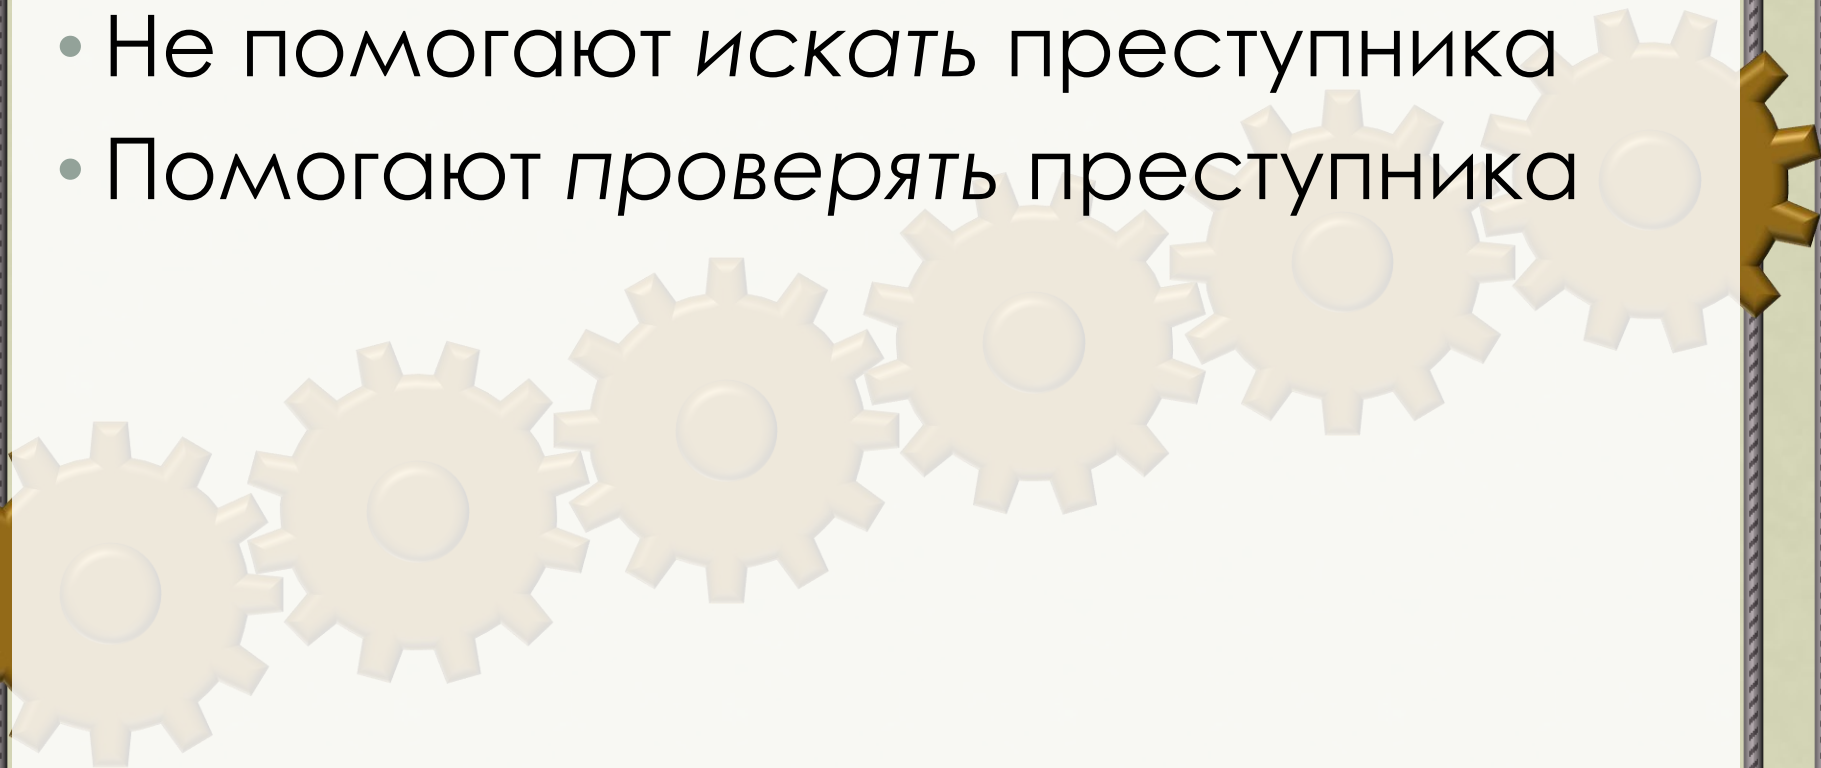 • Не помогают искать преступника
• Помогают проверять преступника